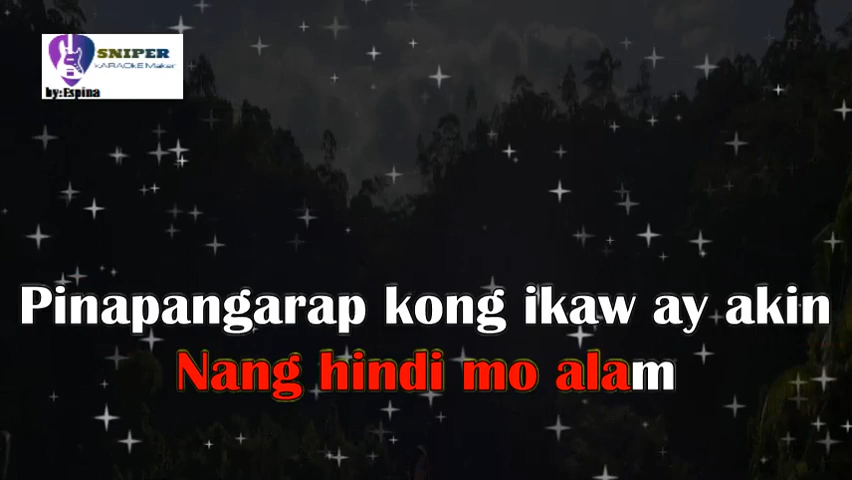 SNIPER
kARAOkE Maker
by:Espina
Pinapangarap kong ikaw ay akin
Nang hindi mo alam